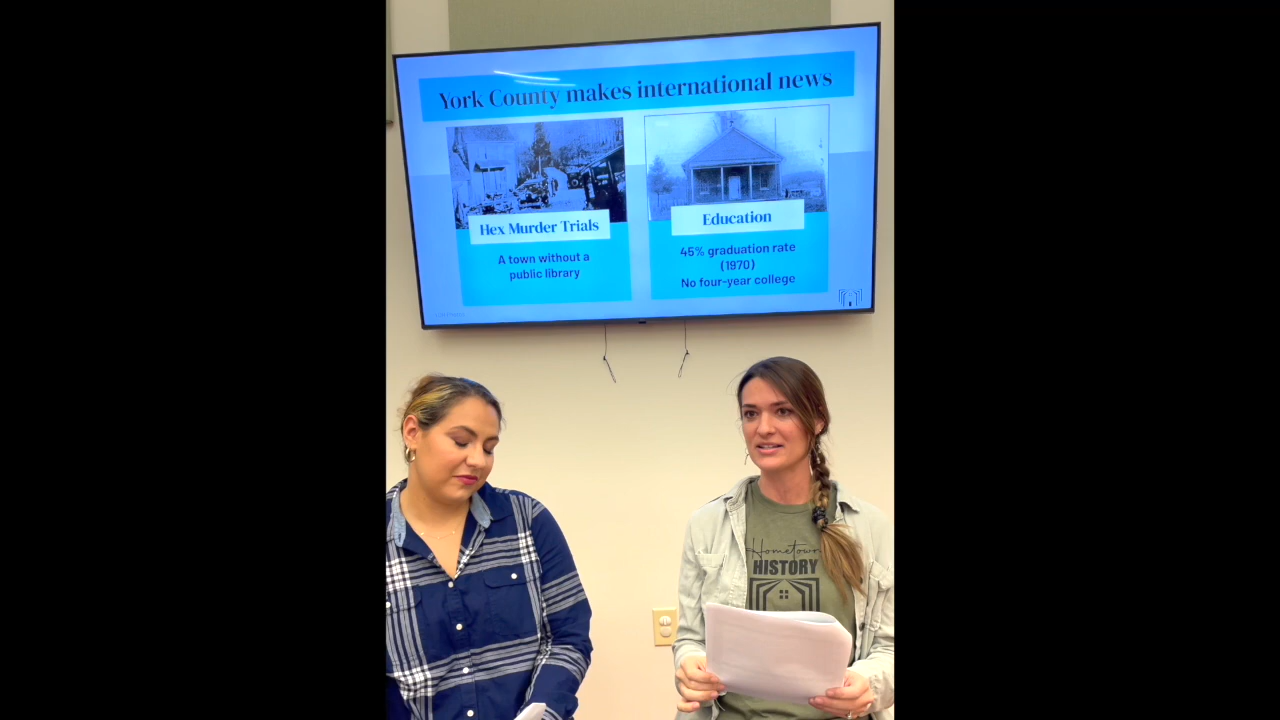 York County makes international news
Hex Murder Trials
A town without a
public library
Education
45% graduation rate
(1970)
No four-year college
Hometown
HISTORY